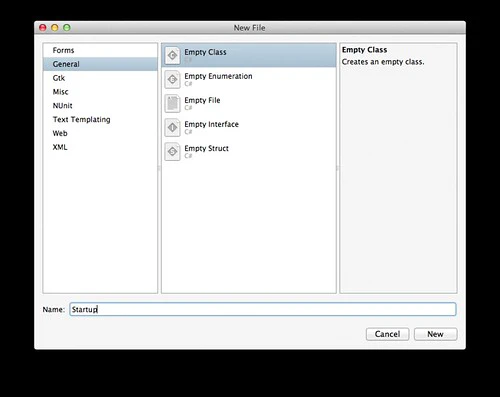 New File
Forms
General
Gtk
Misc
NUnit
Text Templating
Web
XML
Empty Class
C#
Empty Enumeration
C#
Empty File
C#
Empty Interface
C#
Empty Struct
C#
Empty Class
Creates an empty class.
Name: Startup
Cancel New